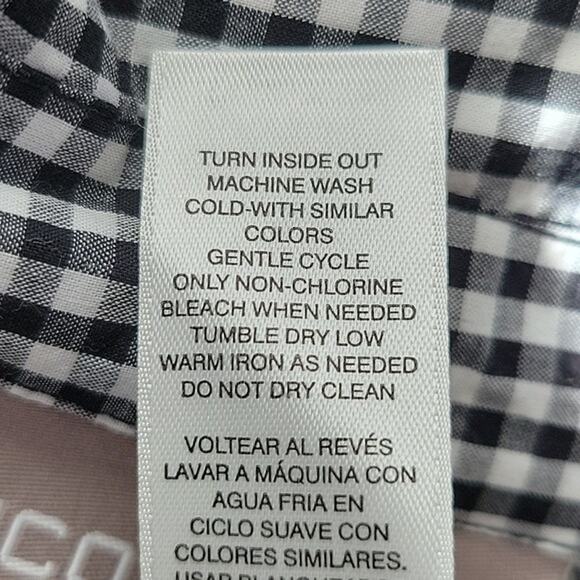 TURN INSIDE OUT
MACHINE WASH
COLD-WITH SIMILAR
COLORS
GENTLE CYCLE
ONLY NON-CHLORINE
BLEACH WHEN NEEDED
TUMBLE DRY LOW
WARM IRON AS NEEDED
DO NOT DRY CLEAN
VOLTEAR AL REVÉS
LAVAR A MÁQUINA CON
AGUA FRIA EN
CICLO SUAVE CON
COLORES SIMILARES.